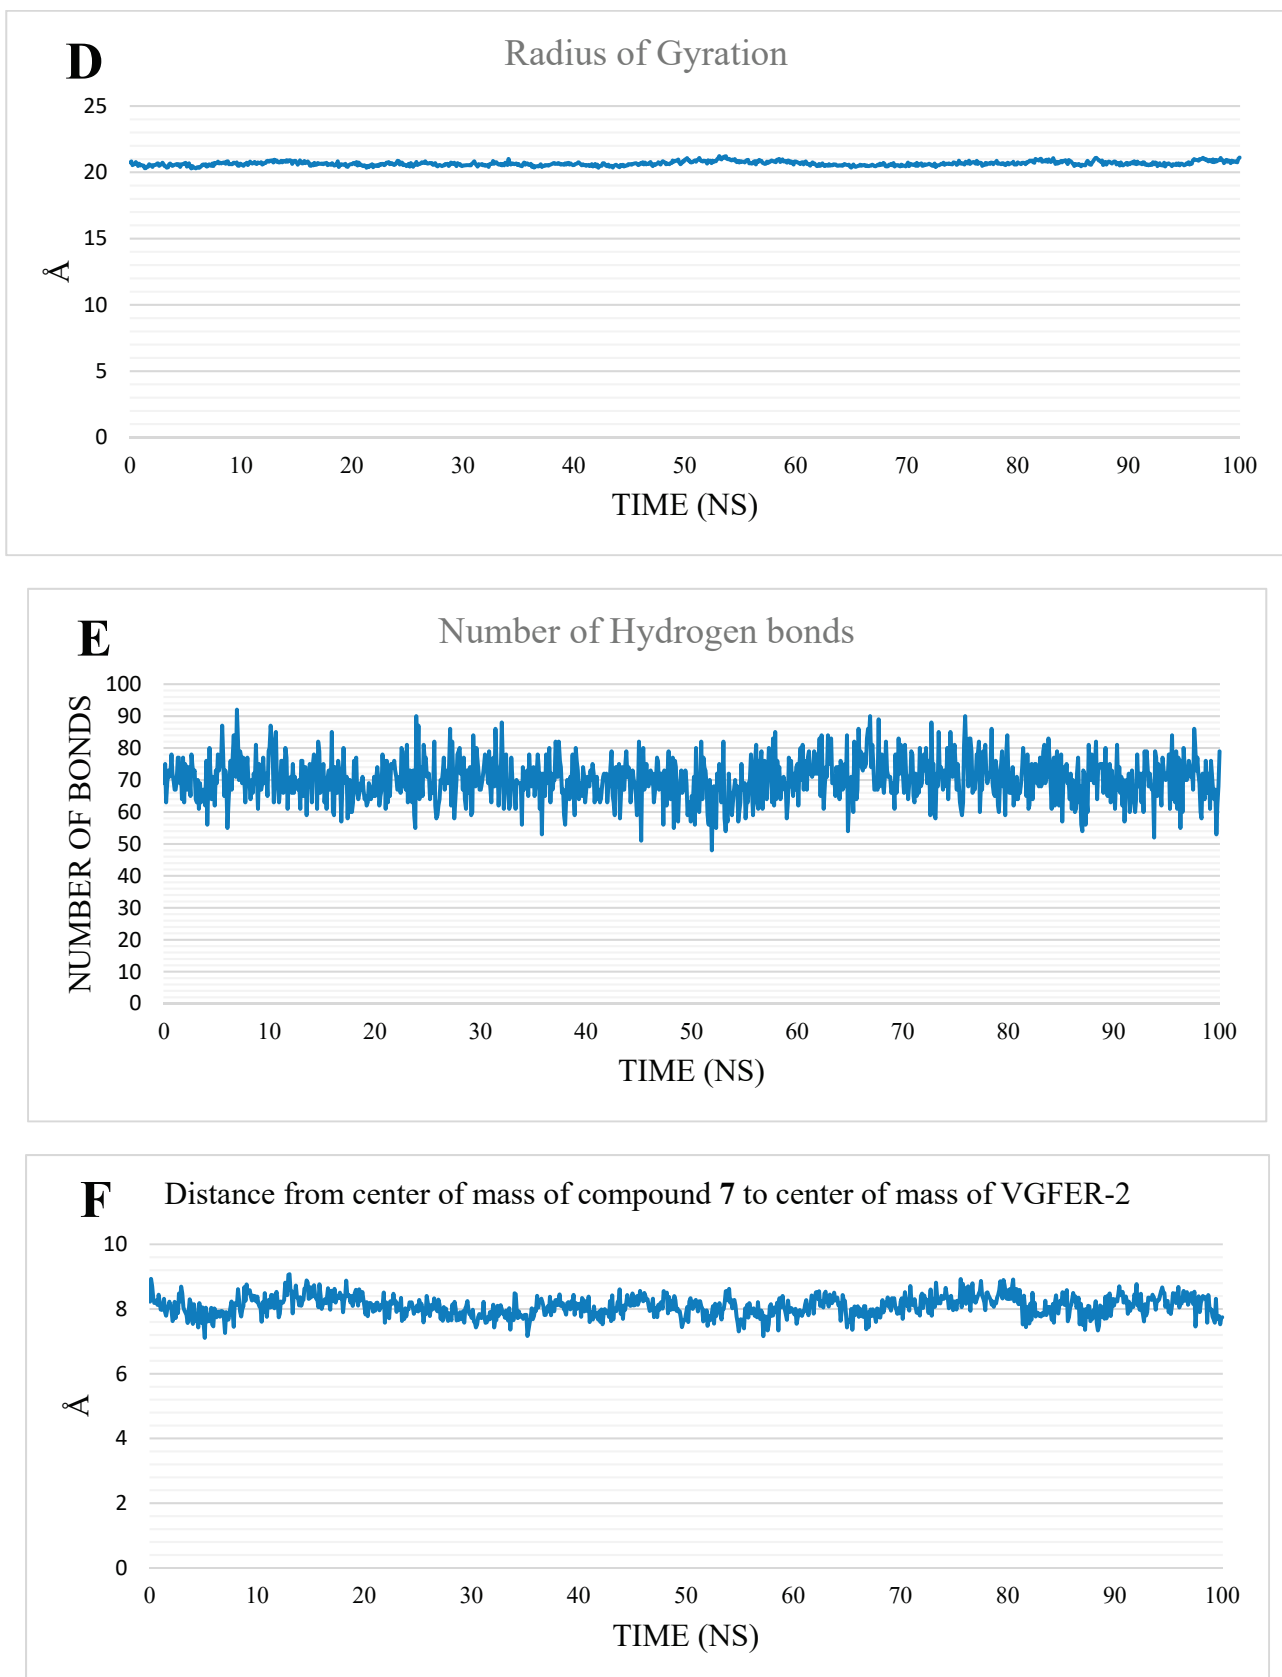 D
Radius of Gyration
25
20
15
10
5
0
Å
0 10 20 30 40 50 60 70 80 90 100
TIME (NS)
E
Number of Hydrogen bonds
100
90
80
70
60
50
40
30
20
10
0
NUMBER OF BONDS
0 10 20 30 40 50 60 70 80 90 100
TIME (NS)
F Distance from center of mass of compound 7 to center of mass of VGFER-2
10
8
6
4
2
0
Å
0 10 20 30 40 50 60 70 80 90 100
TIME (NS)